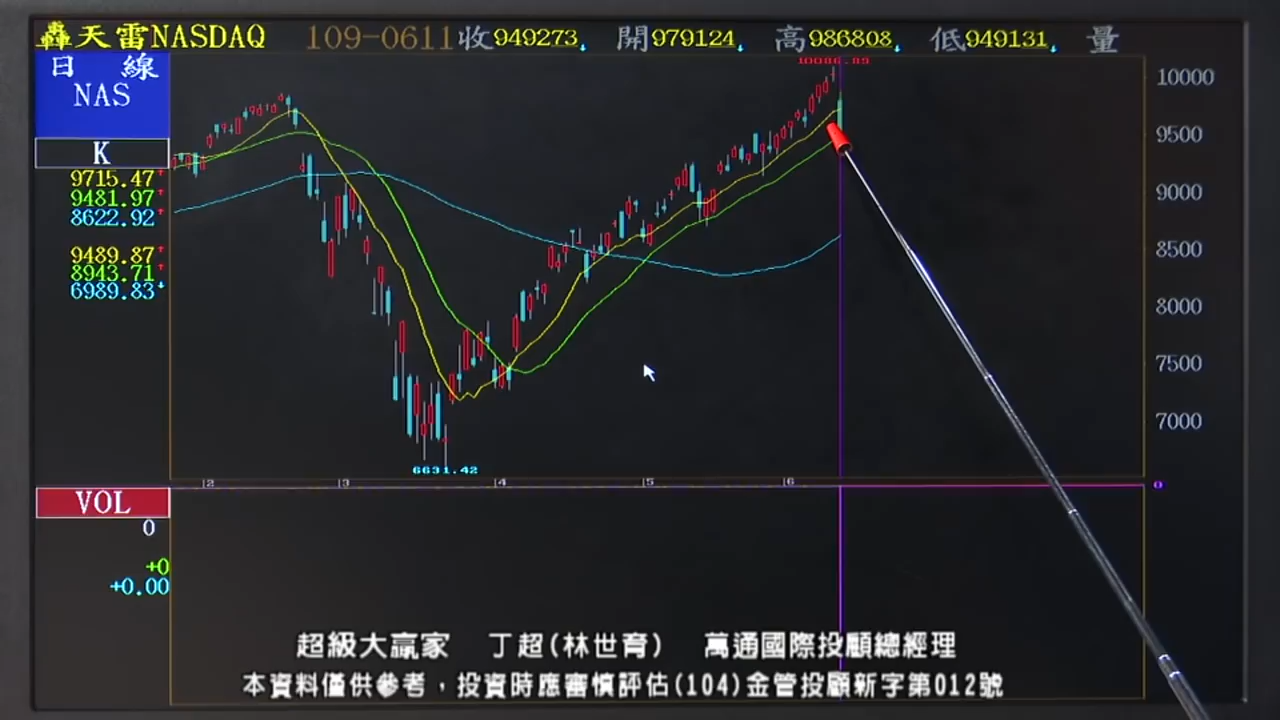 轟天雷NASDAQ 109-0611 收949273 開979124 高986808 低949131 量
日 線
NAS
K
9715.47↑
9481.97↑
8622.92↑
9489.87↑
8943.71↑
6989.83↓
10086.89
10000
9500
9000
8500
8000
7500
7000
6631.42
2 3 4 5 6
0
VOL
0
+0
+0.00
超級大贏家 丁超(林世育) 萬通國際投顧總經理
本資料僅供參考，投資時應審慎評估(104)金管投顧新字第012號